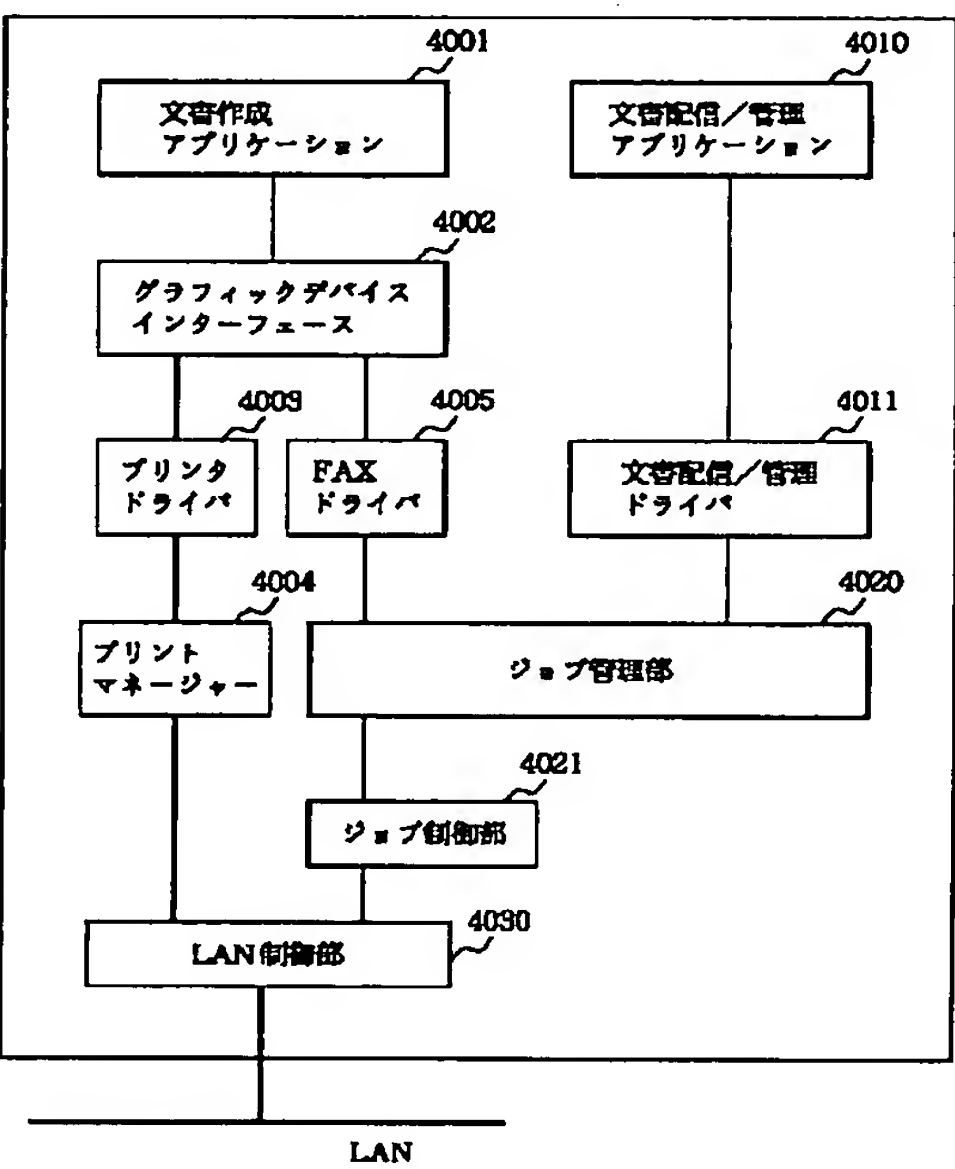 4001
文書作成
アプリケーション
4010
文書配信／管理
アプリケーション
4002
グラフィックデバイス
インターフェース
4003
プリンタ
ドライバ
4005
FAX
ドライバ
4011
文書配信／管理
ドライバ
4004
プリント
マネージャー
4020
ジョブ管理部
4021
ジョブ制御部
4030
LAN制御部
LAN